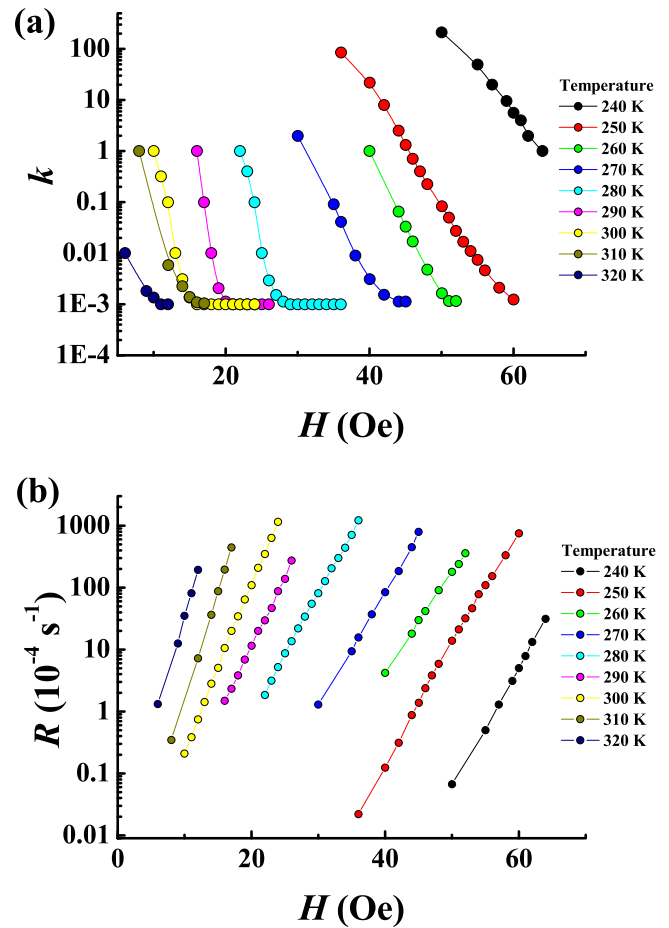 (a)
100
10
1
0.1
0.01
1E-3
1E-4
k
20
40
60
H (Oe)
Temperature
240 K
250 K
260 K
270 K
280 K
290 K
300 K
310 K
320 K
(b)
1000
100
10
1
0.1
0.01
R (10⁻⁴ s⁻¹)
0
20
40
60
H (Oe)
Temperature
240 K
250 K
260 K
270 K
280 K
290 K
300 K
310 K
320 K